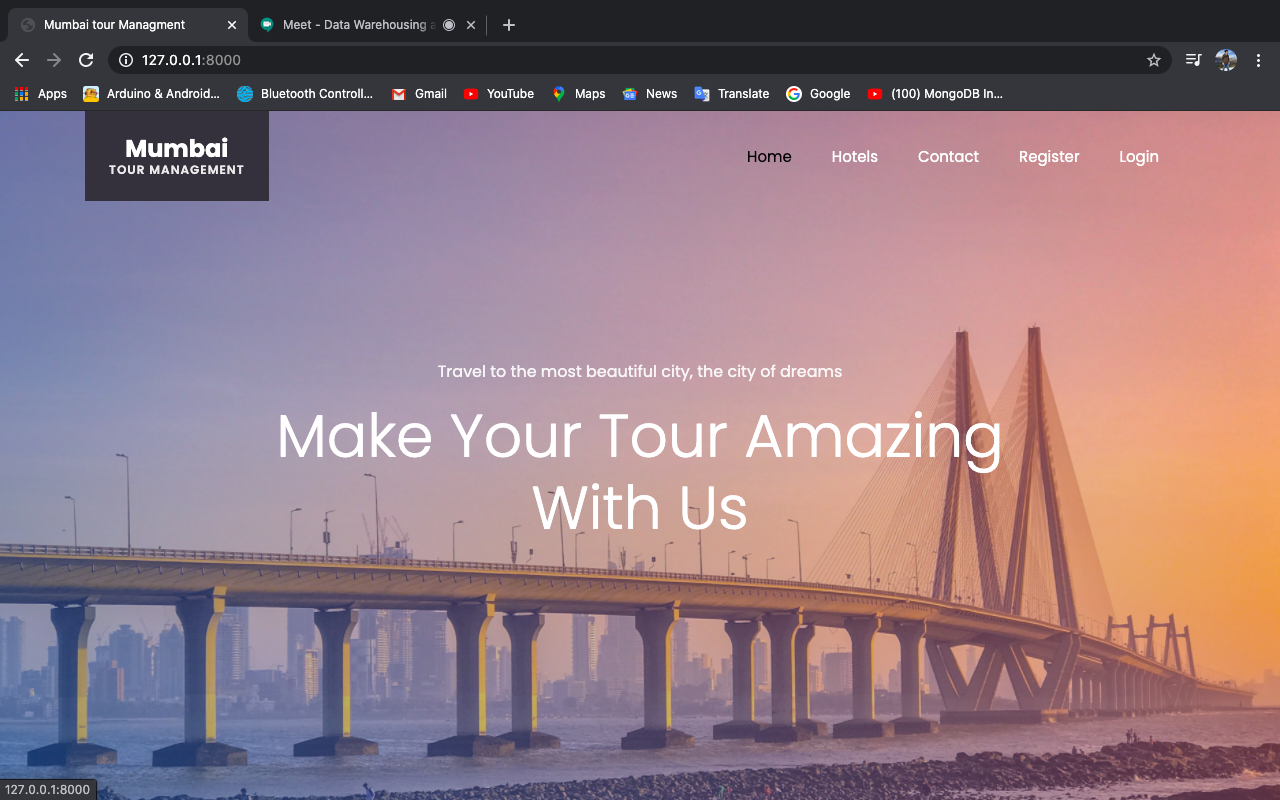 Mumbai tour Managment
Meet - Data Warehousing a
127.0.0.1:8000
Apps
Arduino & Android...
Bluetooth Controll...
Gmail
YouTube
Maps
News
Translate
Google
(100) MongoDB In...
Mumbai
TOUR MANAGEMENT
Home
Hotels
Contact
Register
Login
Travel to the most beautiful city, the city of dreams
Make Your Tour Amazing
With Us
127.0.0.1:8000